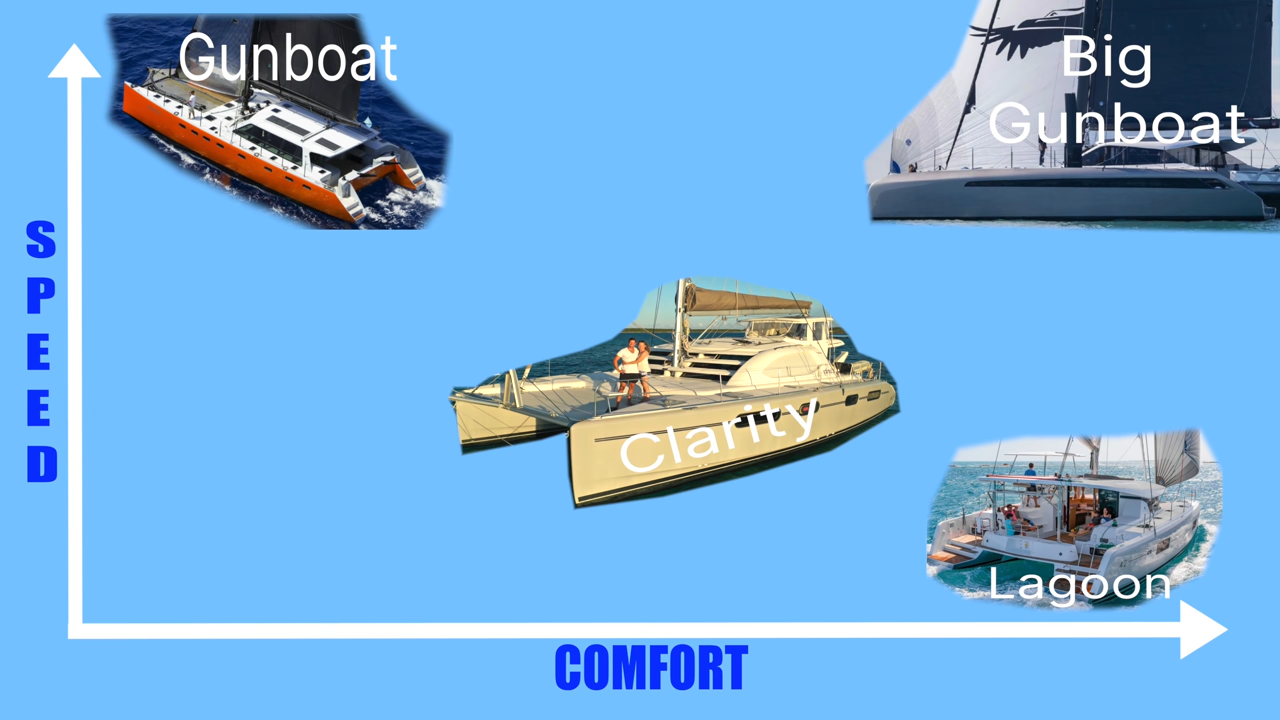 Gunboat
Big
Gunboat
SPEED
Clarity
Lagoon
COMFORT